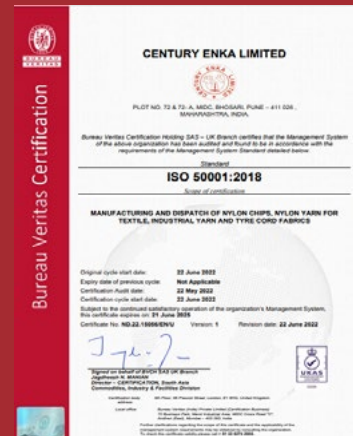 BUREAU VERITAS
Bureau Veritas Certification
CENTURY ENKA LIMITED
PLOT NO. 72 & 72- A, MIDC, BHOSARI, PUNE – 411 026,
MAHARASHTRA, INDIA.
Bureau Veritas Certification Holding SAS – UK Branch certifies that the Management System
of the above organization has been audited and found to be in accordance with the
requirements of the Management System Standard detailed below
Standard
ISO 50001:2018
Scope of certification
MANUFACTURING AND DISPATCH OF NYLON CHIPS, NYLON YARN FOR
TEXTILE, INDUSTRIAL YARN AND TYRE CORD FABRICS
Original cycle start date: 22 June 2022
Expiry date of previous cycle: Not Applicable
Certification Audit date: 22 May 2022
Certification cycle start date: 22 June 2022
Subject to the continued satisfactory operation of the organization's Management System,
this certificate expires on: 21 June 2025
Certificate No. Version: 1 Revision date: 22 June 2022
Signed on behalf of BVCH SAS UK Branch
Director – CERTIFICATION, South Asia
Commodities, Industry & Facilities Division
UKAS